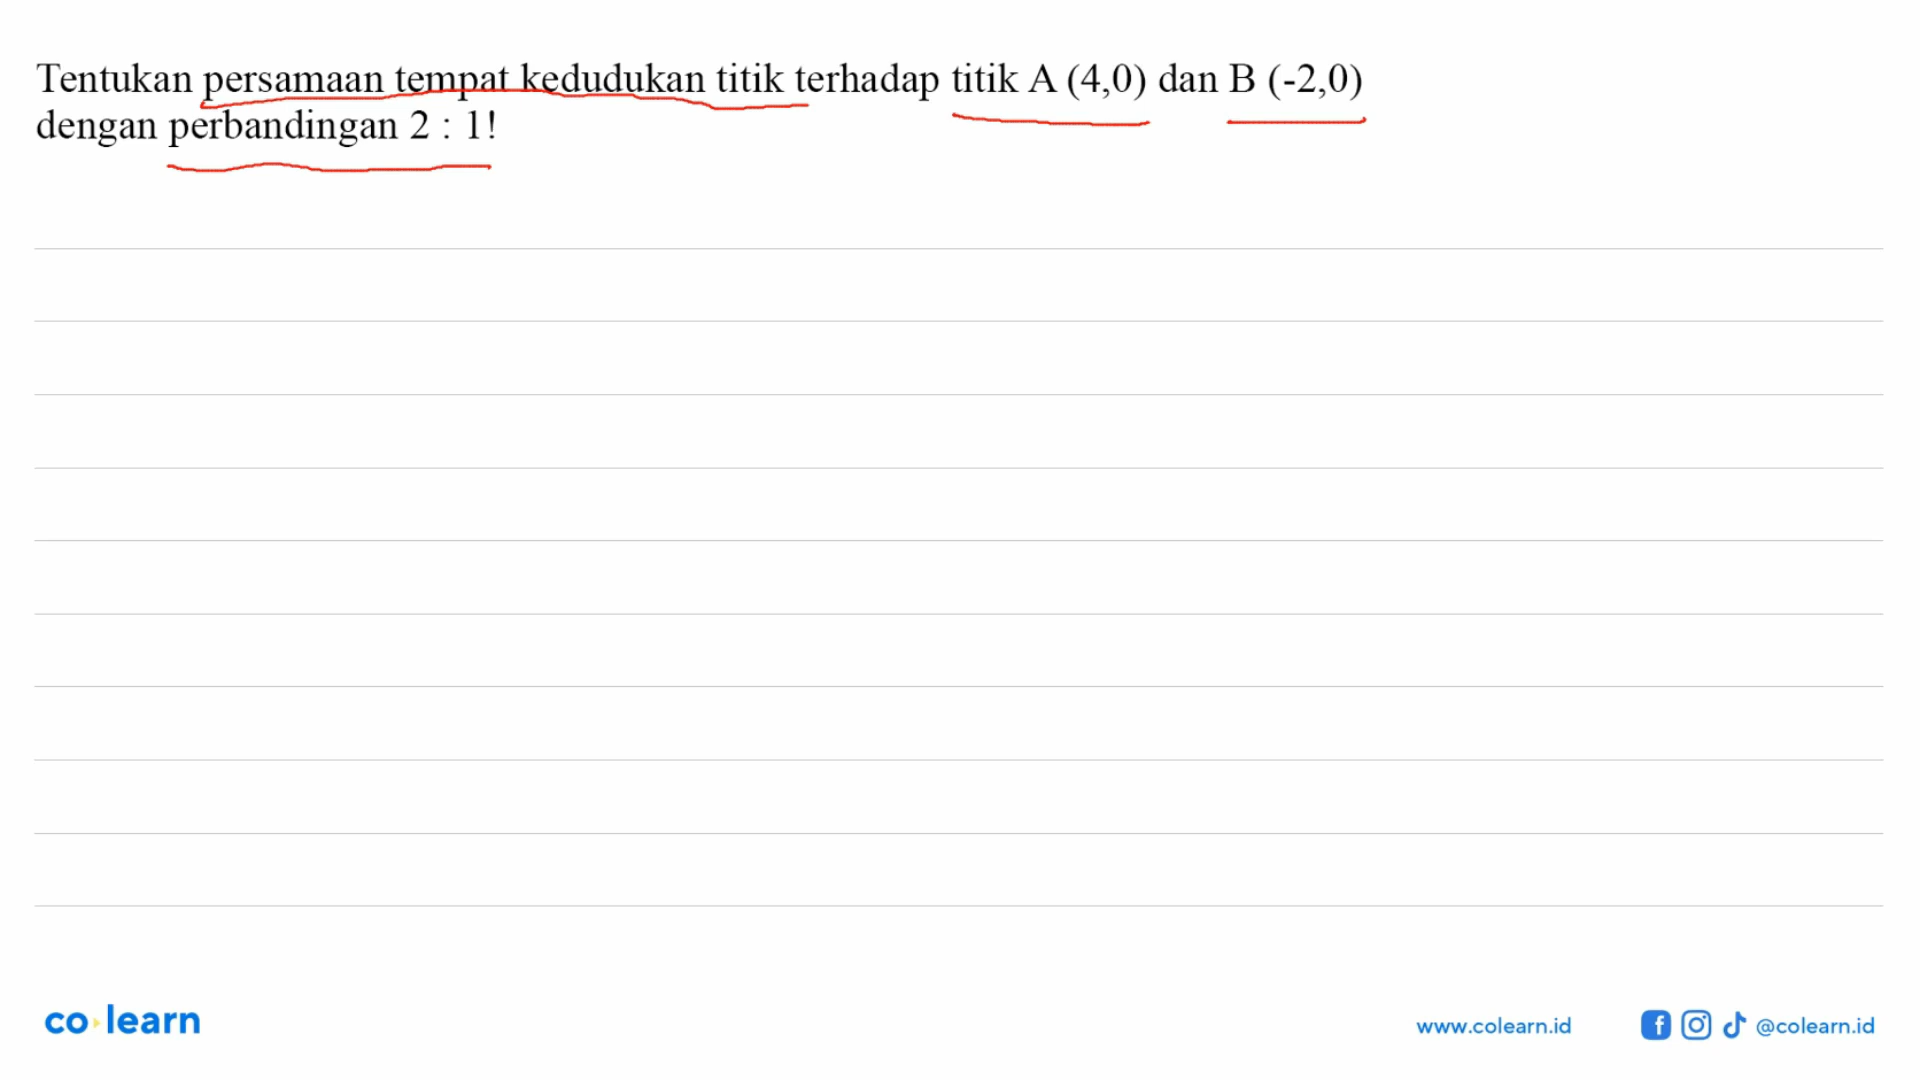 Tentukan persamaan tempat kedudukan titik terhadap titik A (4,0) dan B (-2,0)
dengan perbandingan 2 : 1!
co learn
www.colearn.id
@colearn.id